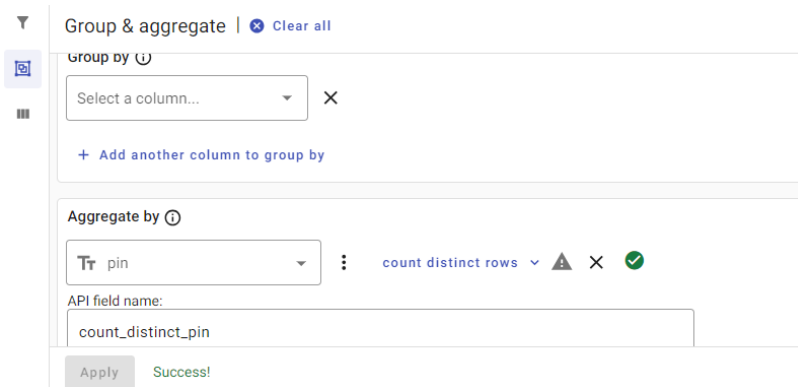 Group & aggregate | Clear all
Group by
Select a column...
+ Add another column to group by
Aggregate by
TT pin
count distinct rows
API field name:
count_distinct_pin
Apply
Success!